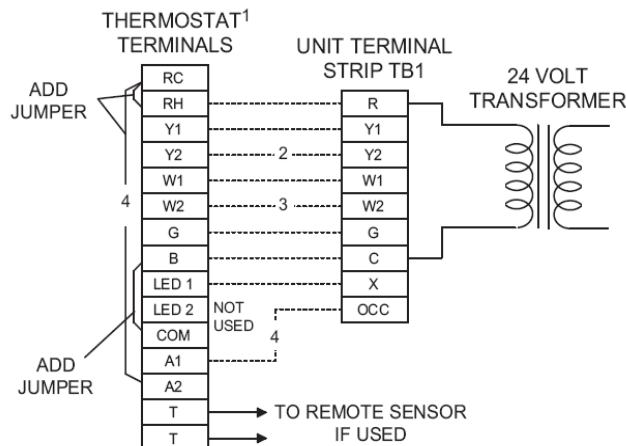 THERMOSTAT¹
TERMINALS
UNIT TERMINAL
STRIP TB1
24 VOLT
TRANSFORMER
ADD
JUMPER
RC
RH
R
Y1
Y1
Y2
2
Y2
W1
W1
4
W2
3
W2
G
G
B
C
LED 1
X
LED 2
NOT
USED
OCC
COM
4
A1
ADD
JUMPER
A2
T
TO REMOTE SENSOR
IF USED
T